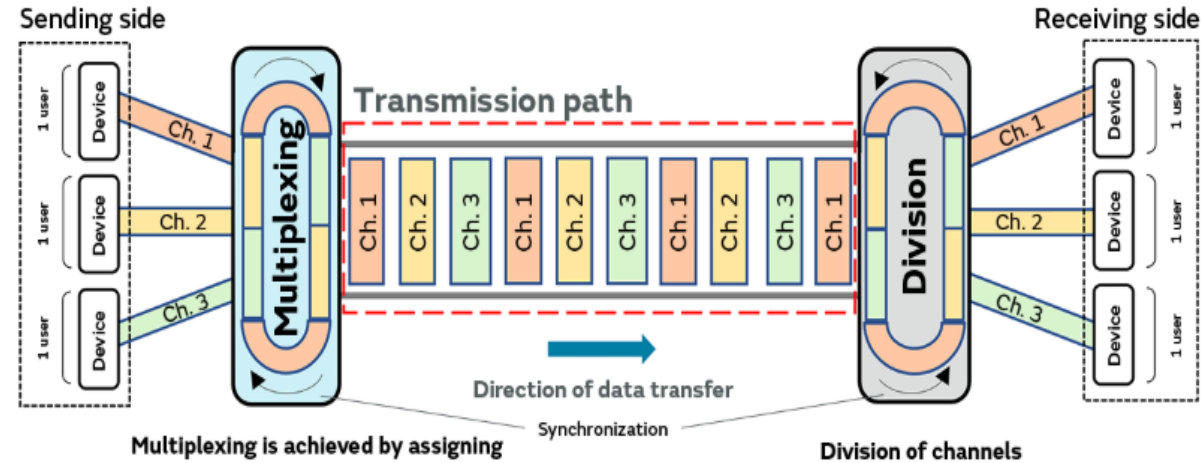 Sending side
Receiving side
1 user
Device
Ch. 1
1 user
Device
Ch. 2
1 user
Device
Ch. 3
Multiplexing
Transmission path
Ch. 1
Ch. 2
Ch. 3
Ch. 1
Ch. 2
Ch. 3
Ch. 1
Ch. 2
Ch. 3
Ch. 1
Division
Ch. 1
Device
1 user
Ch. 2
Device
1 user
Ch. 3
Device
1 user
Direction of data transfer
Synchronization
Multiplexing is achieved by assigning
Division of channels